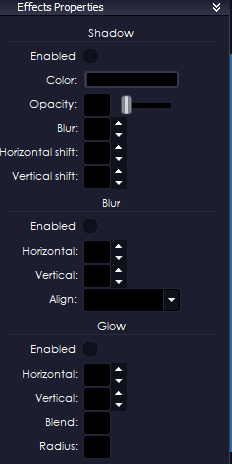 Effects Properties
Shadow
Enabled
Color:
Opacity:
Blur:
Horizontal shift:
Vertical shift:
Blur
Enabled
Horizontal:
Vertical:
Align:
Glow
Enabled
Horizontal:
Vertical:
Blend:
Radius: